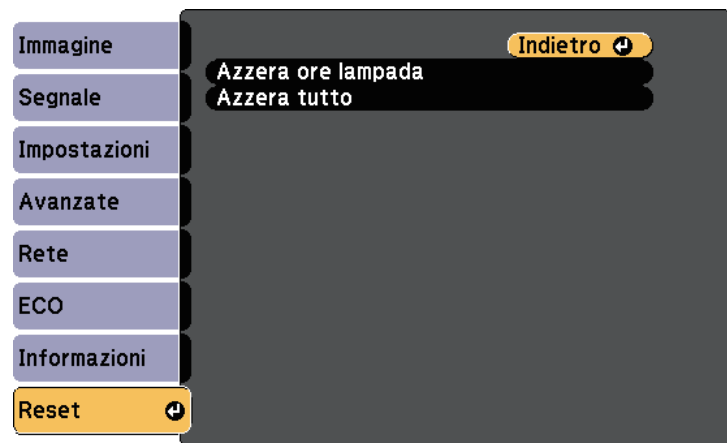 Immagine
Segnale
Impostazioni
Avanzate
Rete
ECO
Informazioni
Reset
Indietro
Azzera ore lampada
Azzera tutto